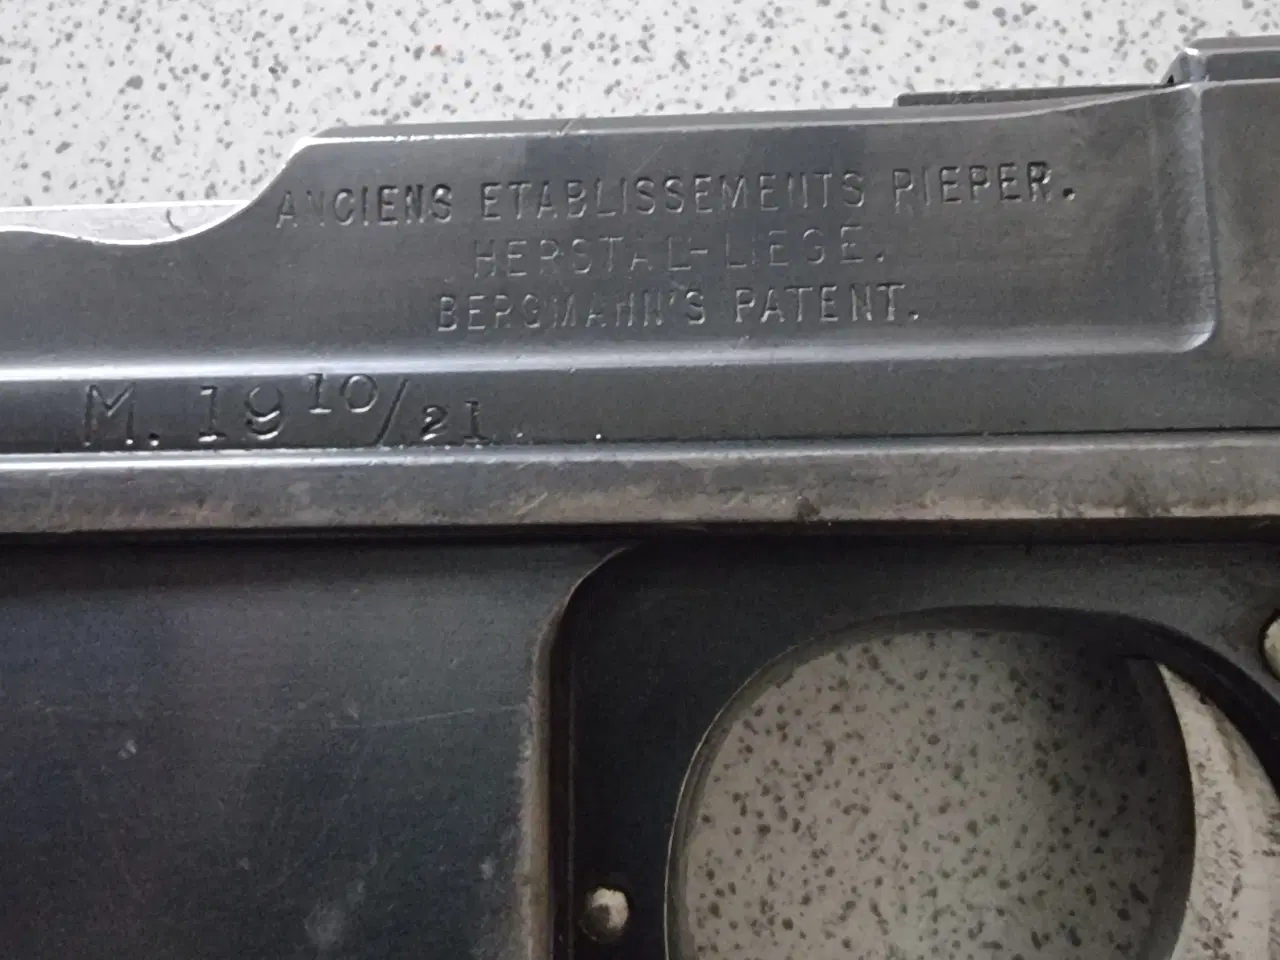 ANCIENS ETABLISSEMENTS PIEPER.
HERSTAL-LIEGE.
BERGMANN'S PATENT.
M. 1910/21